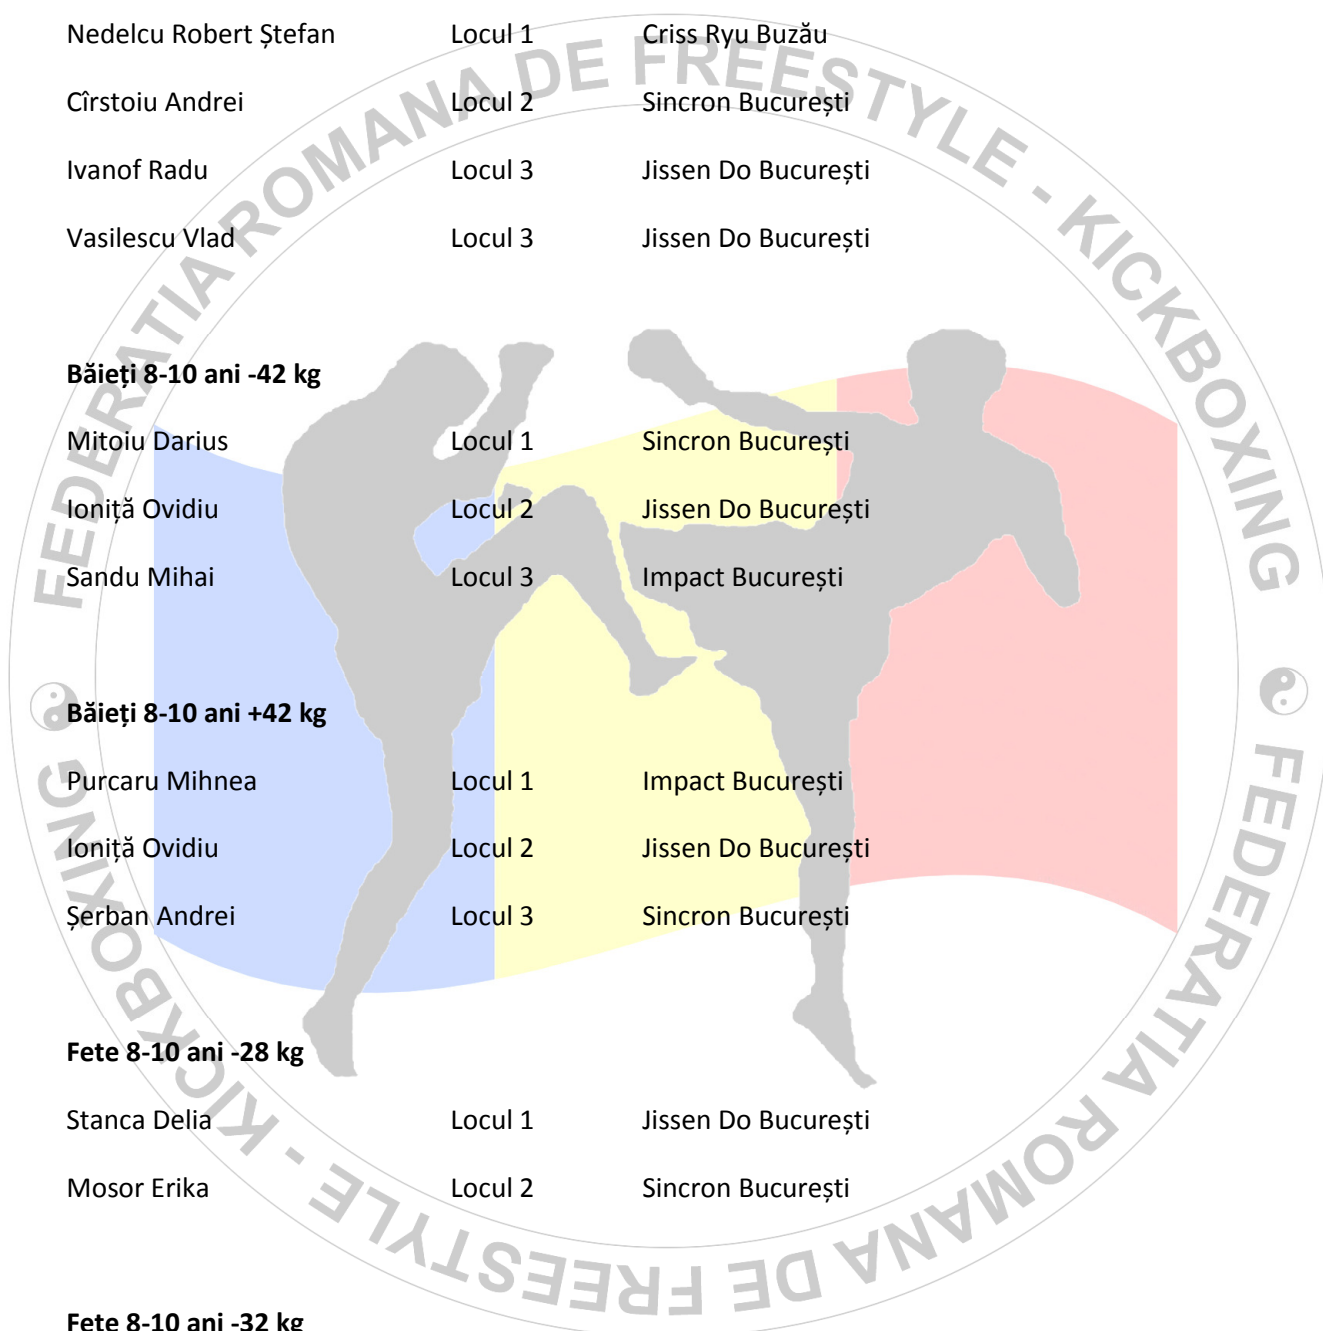 Nedelcu Robert Ștefan Locul 1 Criss Ryu Buzău
Cîrstoiu Andrei Locul 2 Sincron București
Ivanof Radu Locul 3 Jissen Do București
Vasilescu Vlad Locul 3 Jissen Do București
Băieți 8-10 ani -42 kg
Mitoiu Darius Locul 1 Sincron București
Ioniță Ovidiu Locul 2 Jissen Do București
Sandu Mihai Locul 3 Impact București
Băieți 8-10 ani +42 kg
Purcaru Mihnea Locul 1 Impact București
Ioniță Ovidiu Locul 2 Jissen Do București
Șerban Andrei Locul 3 Sincron București
Fete 8-10 ani -28 kg
Stanca Delia Locul 1 Jissen Do București
Mosor Erika Locul 2 Sincron București
Fete 8-10 ani -32 kg
FEDERATIA ROMANA DE FREESTYLE - KICKBOXING
FEDERATIA ROMANA DE FREESTYLE - KICKBOXING